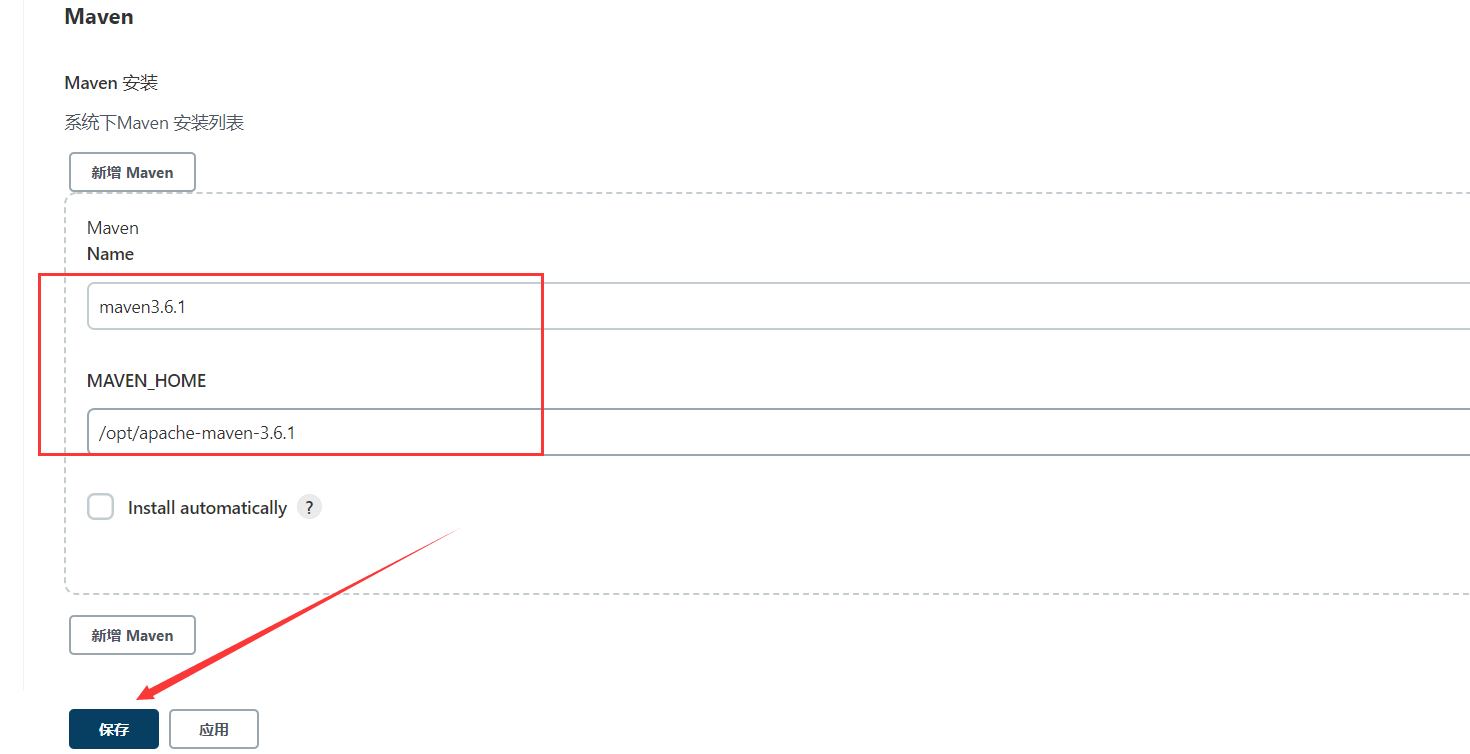 Maven
Maven 安装
系统下Maven 安装列表
新增 Maven
Maven
Name
maven3.6.1
MAVEN_HOME
/opt/apache-maven-3.6.1
Install automatically ?
新增 Maven
保存 应用